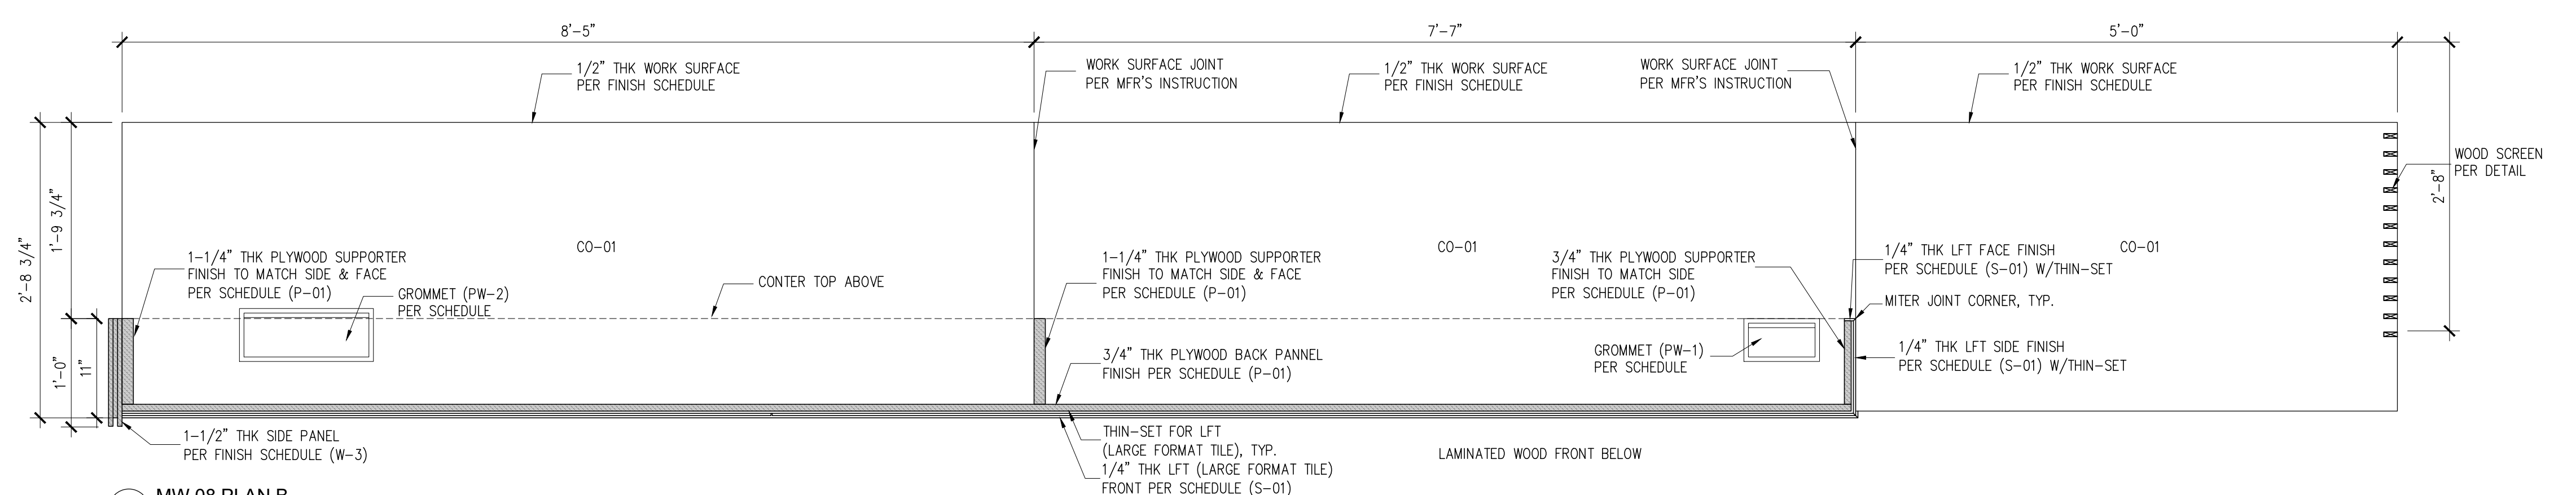 8'-5"
7'-7"
5'-0"
1/2" THK WORK SURFACE
PER FINISH SCHEDULE
WORK SURFACE JOINT
PER MFR'S INSTRUCTION
1/2" THK WORK SURFACE
PER FINISH SCHEDULE
WORK SURFACE JOINT
PER MFR'S INSTRUCTION
1/2" THK WORK SURFACE
PER FINISH SCHEDULE
WOOD SCREEN
PER DETAIL
2'-8"
2'-8 3/4"
1'-9 3/4"
1'-0"
11"
1-1/4" THK PLYWOOD SUPPORTER
FINISH TO MATCH SIDE & FACE
PER SCHEDULE (P-01)
GROMMET (PW-2)
PER SCHEDULE
CO-01
CONTER TOP ABOVE
1-1/4" THK PLYWOOD SUPPORTER
FINISH TO MATCH SIDE & FACE
PER SCHEDULE (P-01)
CO-01
3/4" THK PLYWOOD SUPPORTER
FINISH TO MATCH SIDE
PER SCHEDULE (P-01)
1/4" THK LFT FACE FINISH
PER SCHEDULE (S-01) W/THIN-SET
CO-01
MITER JOINT CORNER, TYP.
3/4" THK PLYWOOD BACK PANNEL
FINISH PER SCHEDULE (P-01)
GROMMET (PW-1)
PER SCHEDULE
1/4" THK LFT SIDE FINISH
PER SCHEDULE (S-01) W/THIN-SET
1-1/2" THK SIDE PANEL
PER FINISH SCHEDULE (W-3)
THIN-SET FOR LFT
(LARGE FORMAT TILE), TYP.
1/4" THK LFT (LARGE FORMAT TILE)
FRONT PER SCHEDULE (S-01)
LAMINATED WOOD FRONT BELOW
MW 08 PLAN B